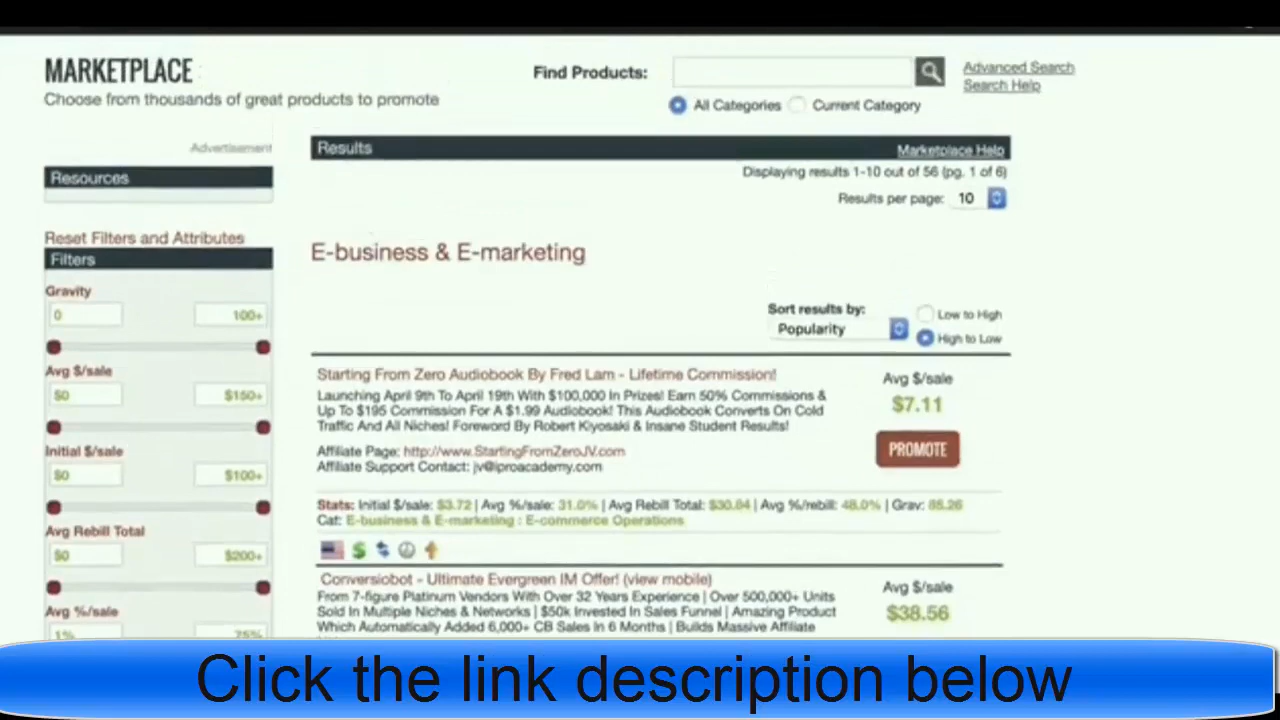 MARKETPLACE
Choose from thousands of great products to promote
Find Products:
Advanced Search
Search Help
All Categories
Current Category
Advertisement
Resources
Reset Filters and Attributes
Filters
Gravity
0
100+
Avg $/sale
$0
$150+
Initial $/sale
$0
$100+
Avg Rebill Total
$0
$200+
Avg %/sale
1%
75%
Results
Marketplace Help
Displaying results 1-10 out of 56 (pg. 1 of 6)
Results per page: 10
E-business & E-marketing
Sort results by:
Popularity
Low to High
High to Low
Starting From Zero Audiobook By Fred Lam - Lifetime Commission!
Launching April 9th To April 19th With $100,000 In Prizes! Earn 50% Commissions &
Up To $195 Commission For A $1.99 Audiobook! This Audiobook Converts On Cold
Traffic And All Niches! Foreword By Robert Kiyosaki & Insane Student Results!
Affiliate Page: http://www.StartingFromZeroJV.com
Affiliate Support Contact: jv@iproacademy.com
Avg $/sale
$7.11
PROMOTE
Stats: Initial $/sale: $3.72 | Avg %/sale: 31.0% | Avg Rebill Total: $30.84 | Avg %/rebill: 48.0% | Grav: 85.26
Cat: E-business & E-marketing : E-commerce Operations
Conversiobot - Ultimate Evergreen IM Offer! (view mobile)
From 7-figure Platinum Vendors With Over 32 Years Experience | Over 500,000+ Units
Sold In Multiple Niches & Networks | $50k Invested In Sales Funnel | Amazing Product
Which Automatically Added 6,000+ CB Sales In 6 Months | Builds Massive Affiliate
Avg $/sale
$38.56
Click the link description below